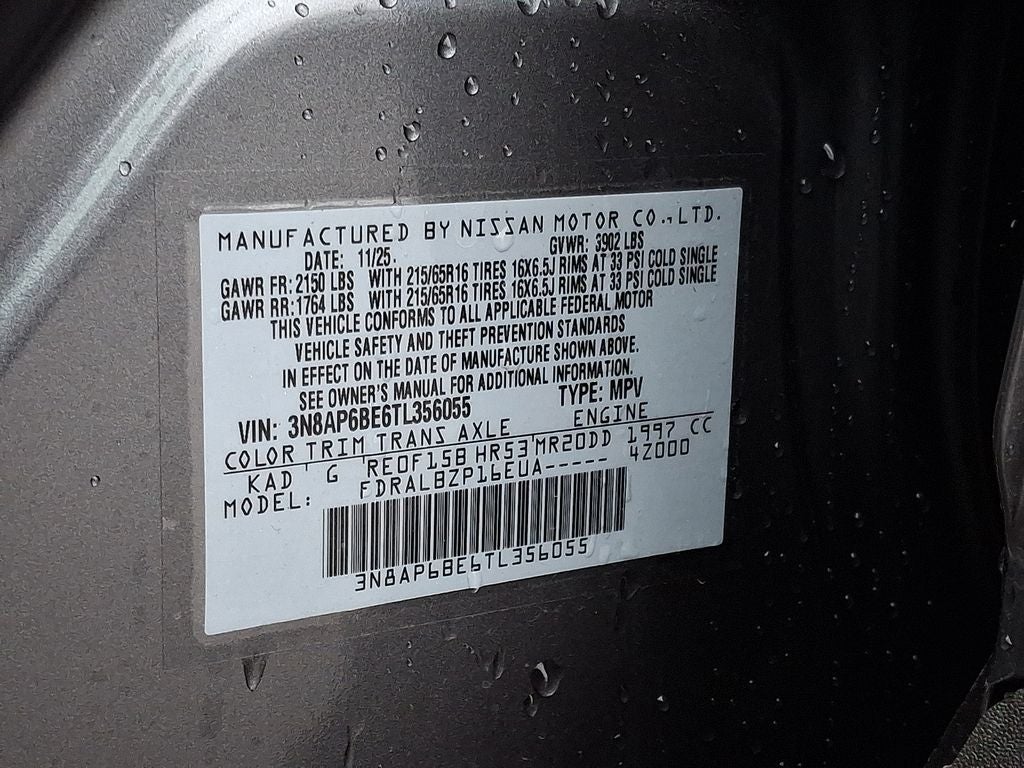 MANUFACTURED BY NISSAN MOTOR CO., LTD.
DATE: 11/25. GVWR: 3902 LBS
GAWR FR: 2150 LBS WITH 215/65R16 TIRES 16X6.5J RIMS AT 33 PSI COLD SINGLE
GAWR RR: 1764 LBS WITH 215/65R16 TIRES 16X6.5J RIMS AT 33 PSI COLD SINGLE
THIS VEHICLE CONFORMS TO ALL APPLICABLE FEDERAL MOTOR
VEHICLE SAFETY AND THEFT PREVENTION STANDARDS
IN EFFECT ON THE DATE OF MANUFACTURE SHOWN ABOVE.
SEE OWNER'S MANUAL FOR ADDITIONAL INFORMATION.
VIN: 3N8AP6BE6TL356055 TYPE: MPV
COLOR TRIM TRANS AXLE ENGINE
KAD ' G 'RE0F15B HR53'MR20DD 1997 CC
MODEL: FDRALBZP16EUA----- 42000
3N8AP6BE6TL356055